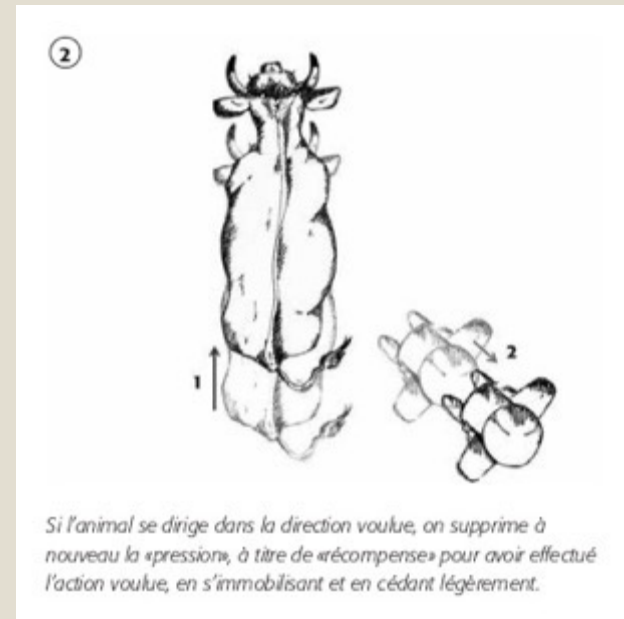 2
2
1
Si l'animal se dirige dans la direction voulue, on supprime à
nouveau la «pression», à titre de «récompense» pour avoir effectué
l'action voulue, en s'immobilisant et en cédant légèrement.